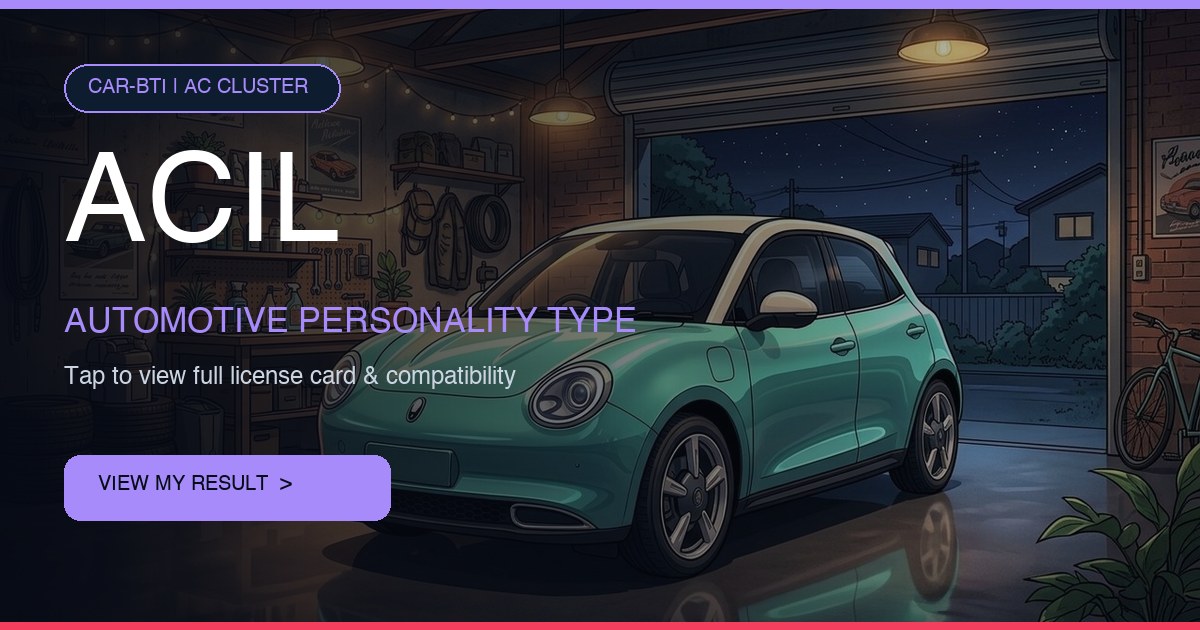 CAR-BTI | AC CLUSTER
ACIL
AUTOMOTIVE PERSONALITY TYPE
Tap to view full license card & compatibility
VIEW MY RESULT >